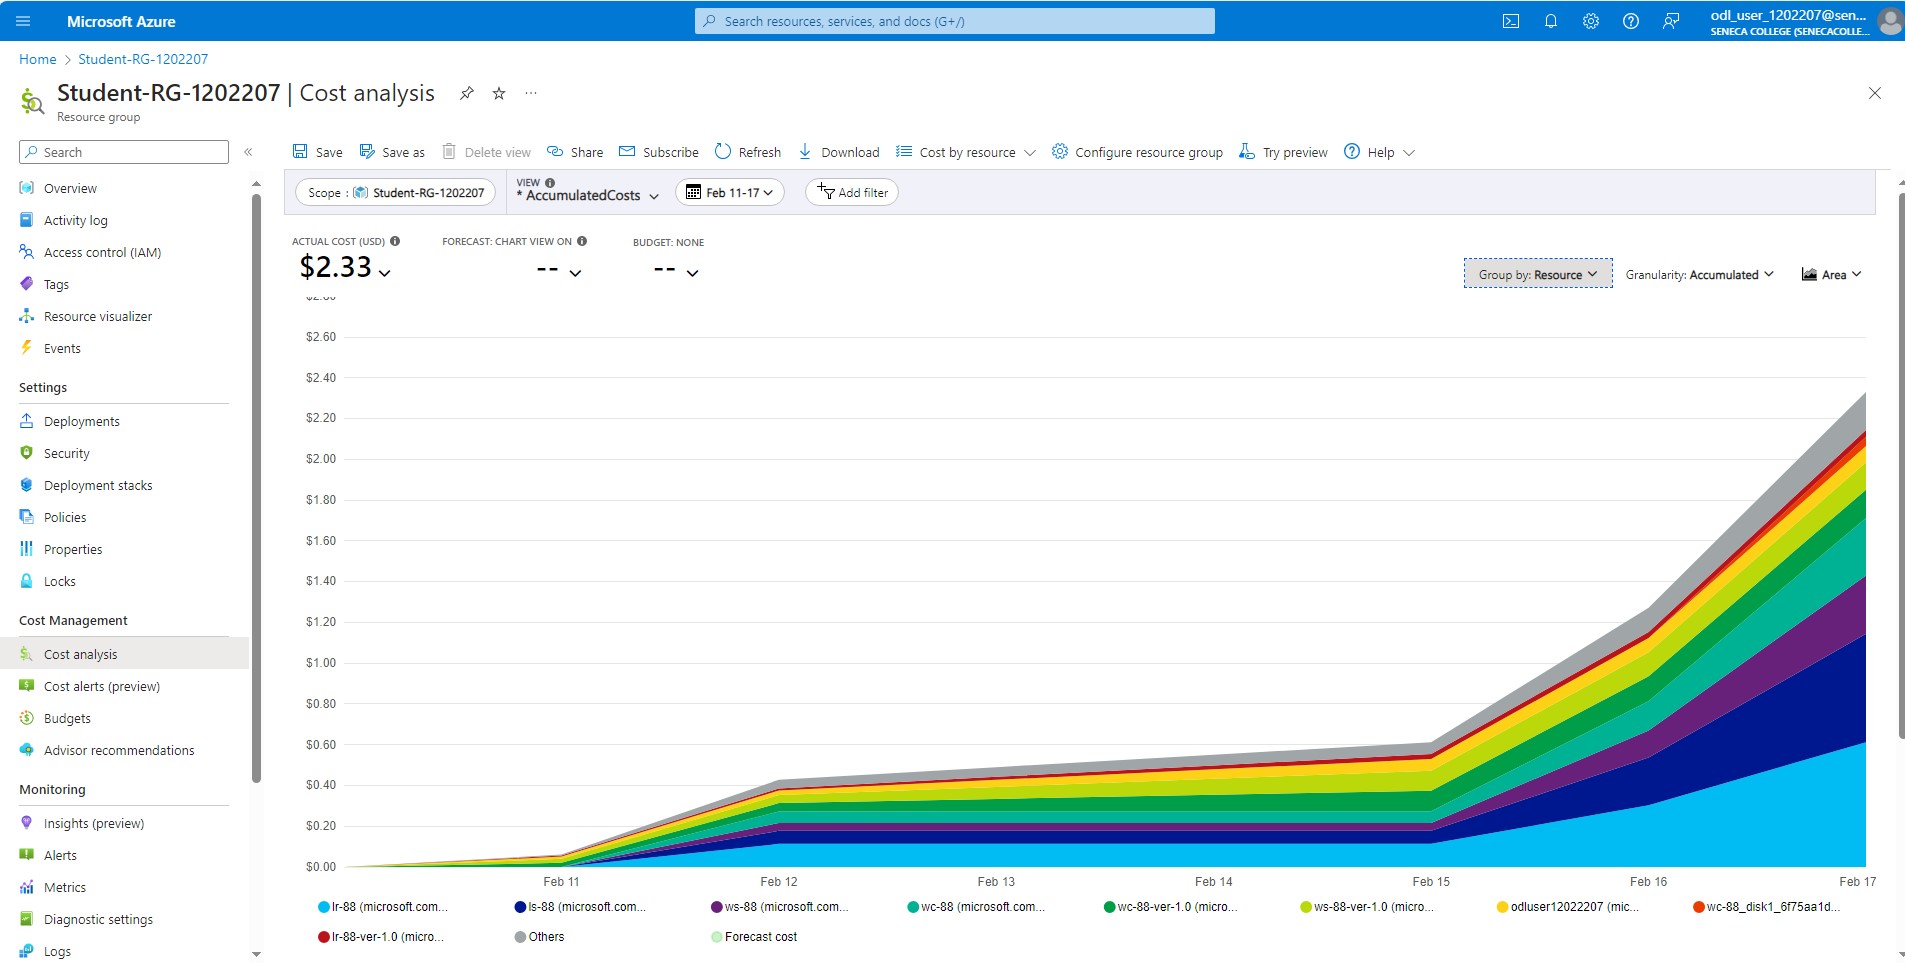 Microsoft Azure
Search resources, services, and docs (G+/)
odl_user_1202207@sen...
SENECA COLLEGE (SENECACOLLE...
Home > Student-RG-1202207
Student-RG-1202207 | Cost analysis
Resource group
Search
Overview
Activity log
Access control (IAM)
Tags
Resource visualizer
Events
Settings
Deployments
Security
Deployment stacks
Policies
Properties
Locks
Cost Management
Cost analysis
Cost alerts (preview)
Budgets
Advisor recommendations
Monitoring
Insights (preview)
Alerts
Metrics
Diagnostic settings
Logs
Save Save as Delete view Share Subscribe Refresh Download Cost by resource Configure resource group Try preview Help
Scope : Student-RG-1202207
VIEW
* AccumulatedCosts
Feb 11-17
Add filter
ACTUAL COST (USD)
$2.33
FORECAST: CHART VIEW ON
--
BUDGET: NONE
--
Group by: Resource
Granularity: Accumulated
Area
$2.80
$2.60
$2.40
$2.20
$2.00
$1.80
$1.60
$1.40
$1.20
$1.00
$0.80
$0.60
$0.40
$0.20
$0.00
Feb 11 Feb 12 Feb 13 Feb 14 Feb 15 Feb 16 Feb 17
lr-88 (microsoft.com... ls-88 (microsoft.com... ws-88 (microsoft.com... wc-88 (microsoft.com... wc-88-ver-1.0 (micro... ws-88-ver-1.0 (micro... odluser12022207 (mic... wc-88_disk1_6f75aa1d...
lr-88-ver-1.0 (micro... Others Forecast cost